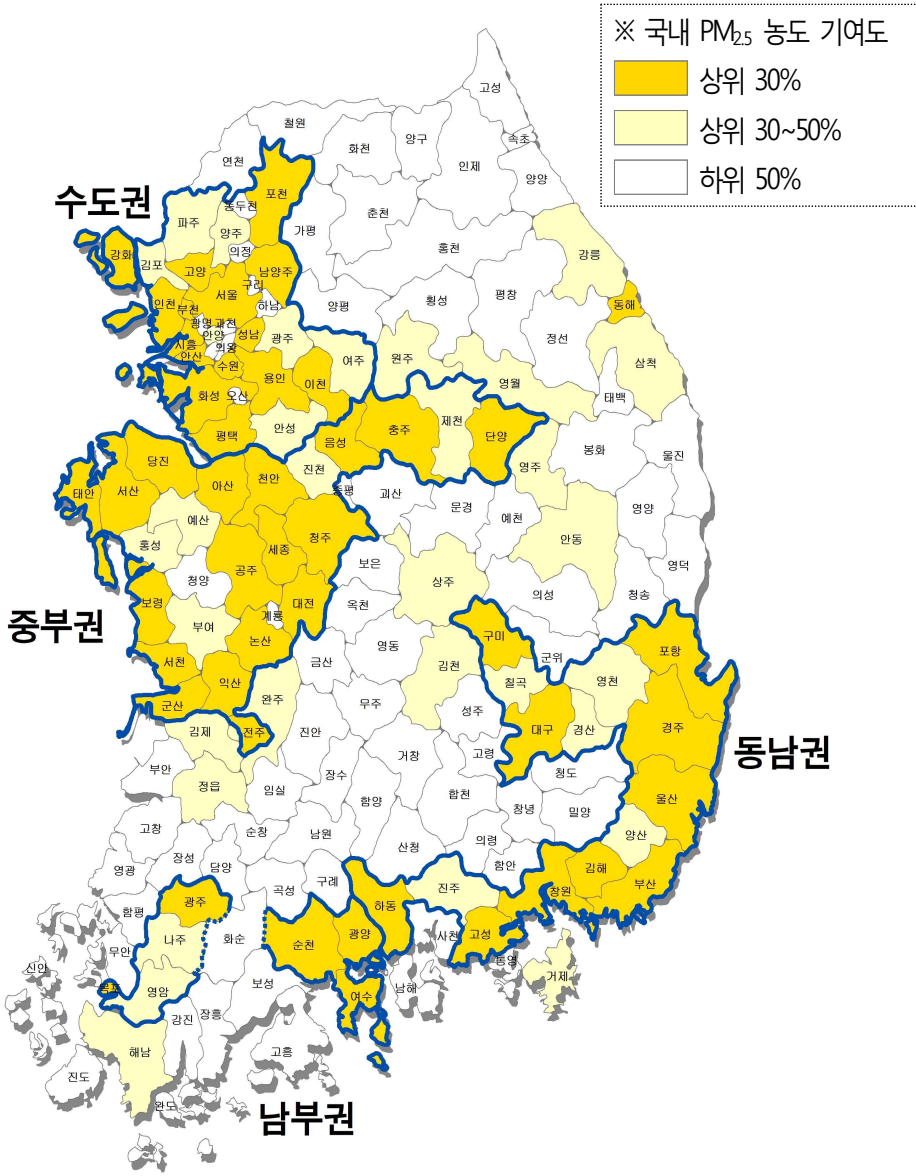 ※ 국내 PM2.5 농도 기여도
상위 30%
상위 30~50%
하위 50%
고성
철원
양구
속초
화천
연천
인제
양양
포천
수도권
동두천
춘천
파주
양주
가평
의정
홍천
강릉
강화
김포
고양
남양주
구리
서울
평창
횡성
인천
부천
하남
양평
동해
광명
과천
안양
성남
광주
정선
시흥
의왕
안산
여주
원주
삼척
수원
용인
이천
영월
화성
오산
태백
제천
평택
안성
충주
단양
음성
봉화
울진
당진
진천
영주
천안
아산
태안
서산
증평
괴산
문경
예천
영양
예산
청주
안동
홍성
세종
보은
영덕
공주
청양
상주
의성
청송
보령
대전
옥천
중부권
계룡
부여
논산
영동
구미
포항
서천
금산
김천
군위
칠곡
영천
익산
완주
군산
무주
성주
대구
경산
경주
김제
전주
진안
동남권
거창
고령
부안
청도
정읍
임실
장수
함양
합천
창녕
밀양
울산
고창
순창
남원
산청
의령
양산
장성
담양
함안
영광
곡성
구례
김해
진주
창원
부산
광주
하동
함평
나주
화순
순천
광양
사천
고성
무안
신안
통영
거제
보성
목포
영암
여수
남해
강진
장흥
해남
고흥
진도
완도
남부권